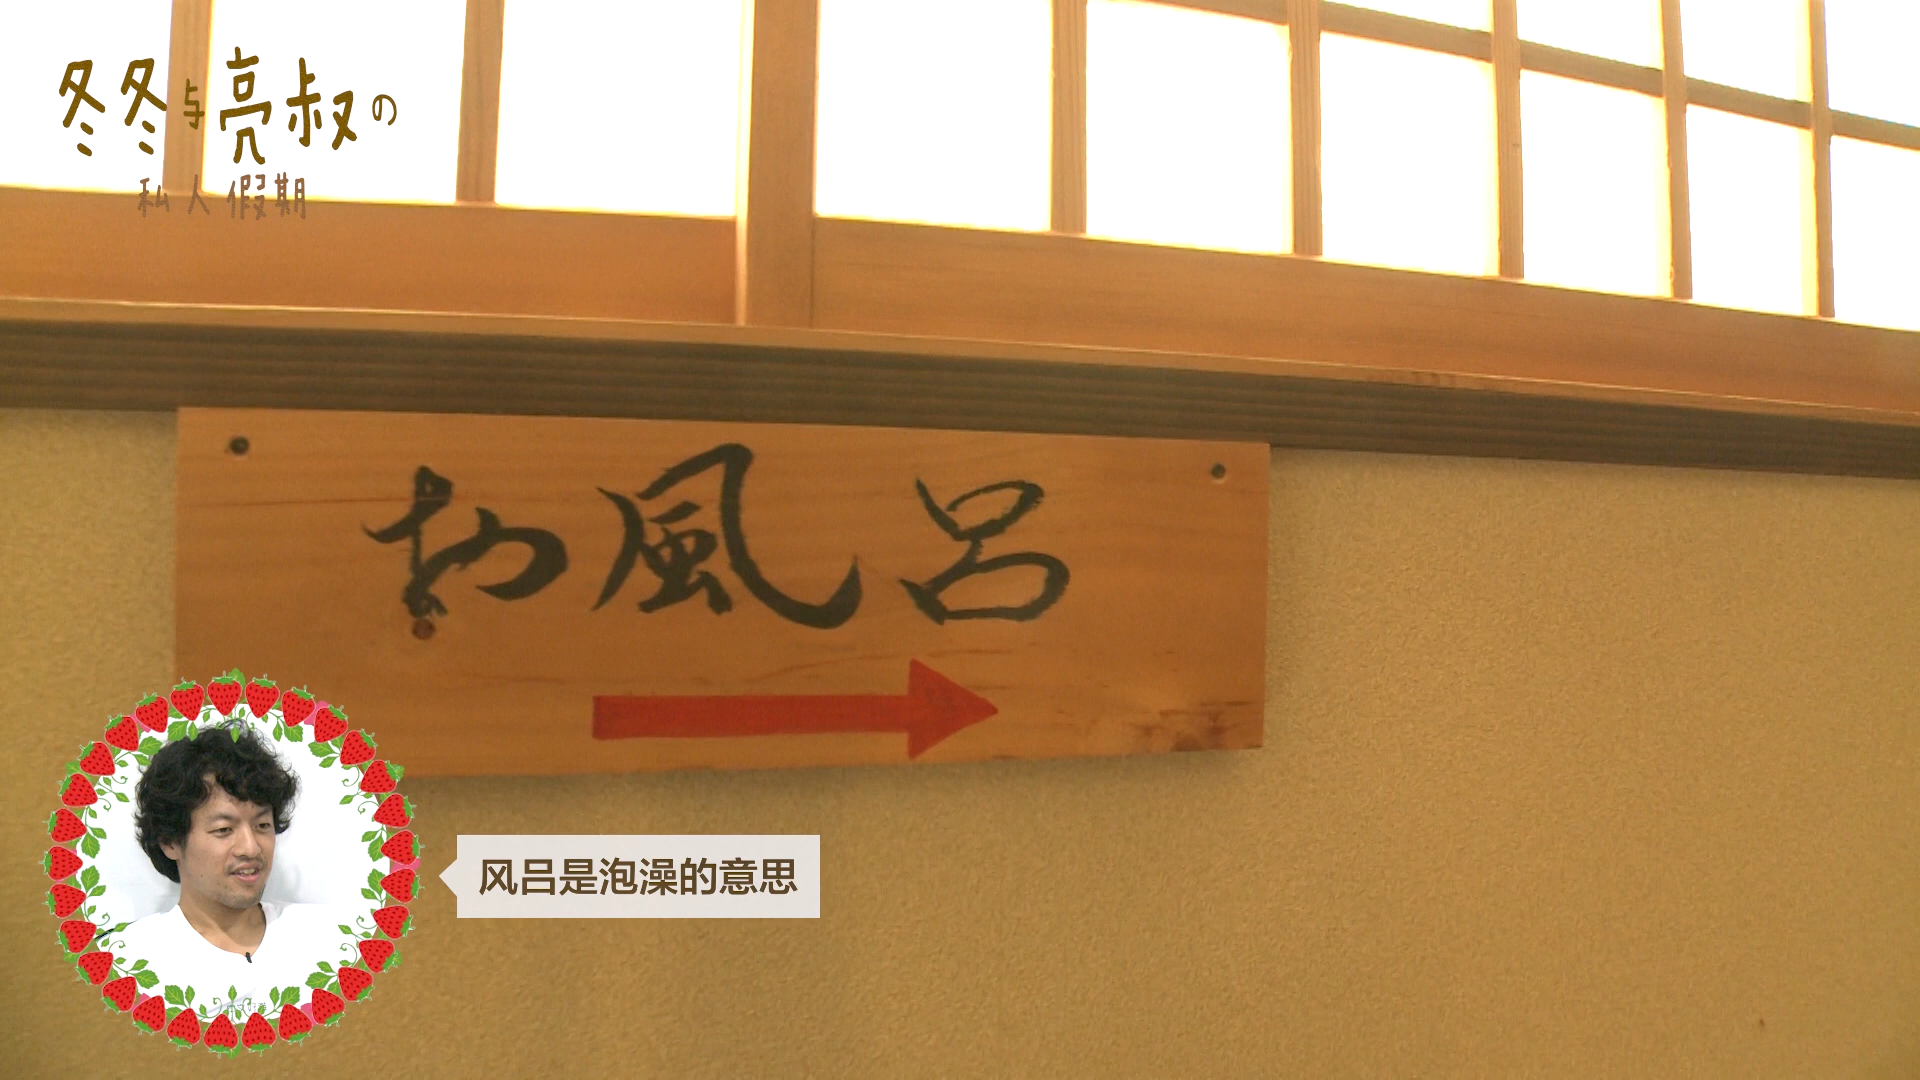 冬冬与亮叔の
私人假期
お風呂
风吕是泡澡的意思